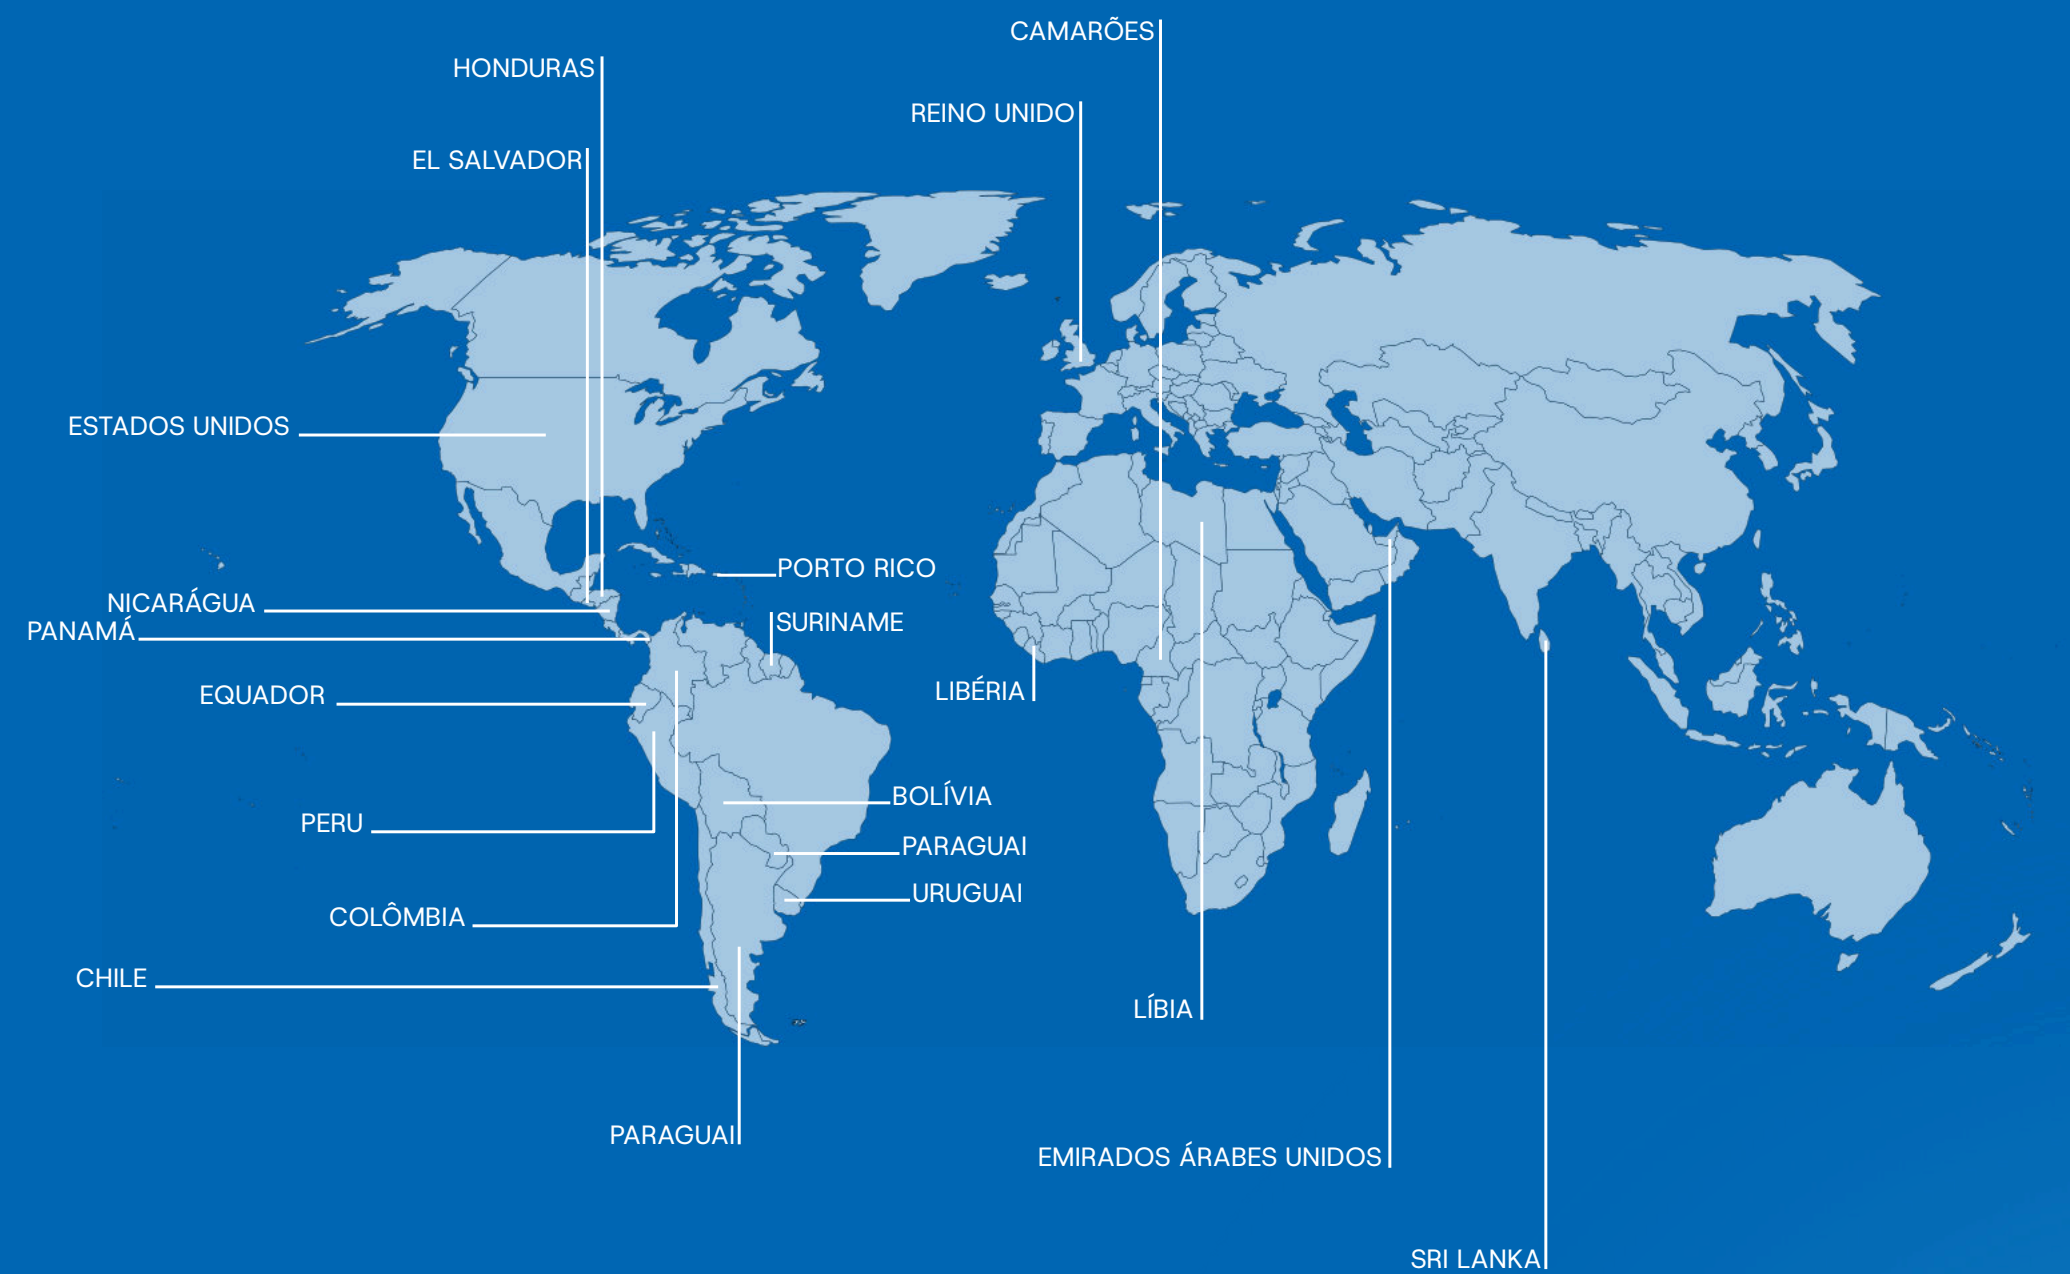 CAMARÕES
HONDURAS
REINO UNIDO
EL SALVADOR
ESTADOS UNIDOS
PORTO RICO
NICARÁGUA
SURINAME
PANAMÁ
LIBÉRIA
EQUADOR
BOLÍVIA
PERU
PARAGUAI
URUGUAI
COLÔMBIA
CHILE
LÍBIA
PARAGUAI
EMIRADOS ÁRABES UNIDOS
SRI LANKA